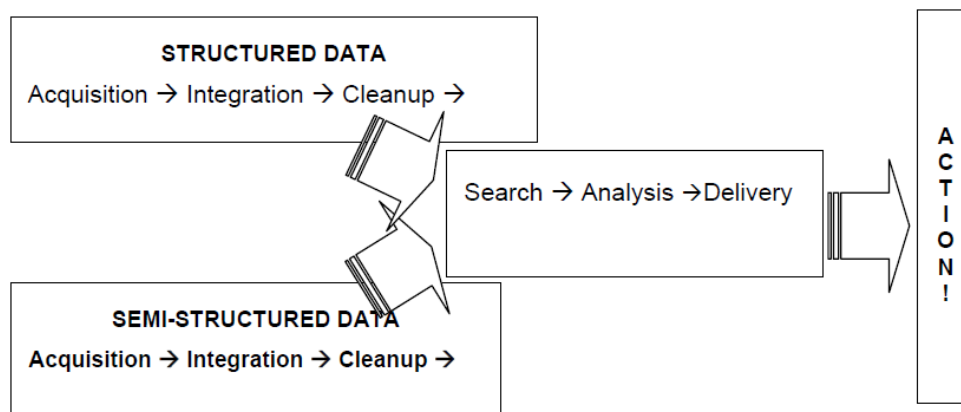 STRUCTURED DATA
Acquisition → Integration → Cleanup →
Search → Analysis →Delivery
SEMI-STRUCTURED DATA
Acquisition → Integration → Cleanup →
A
C
T
I
O
N
!